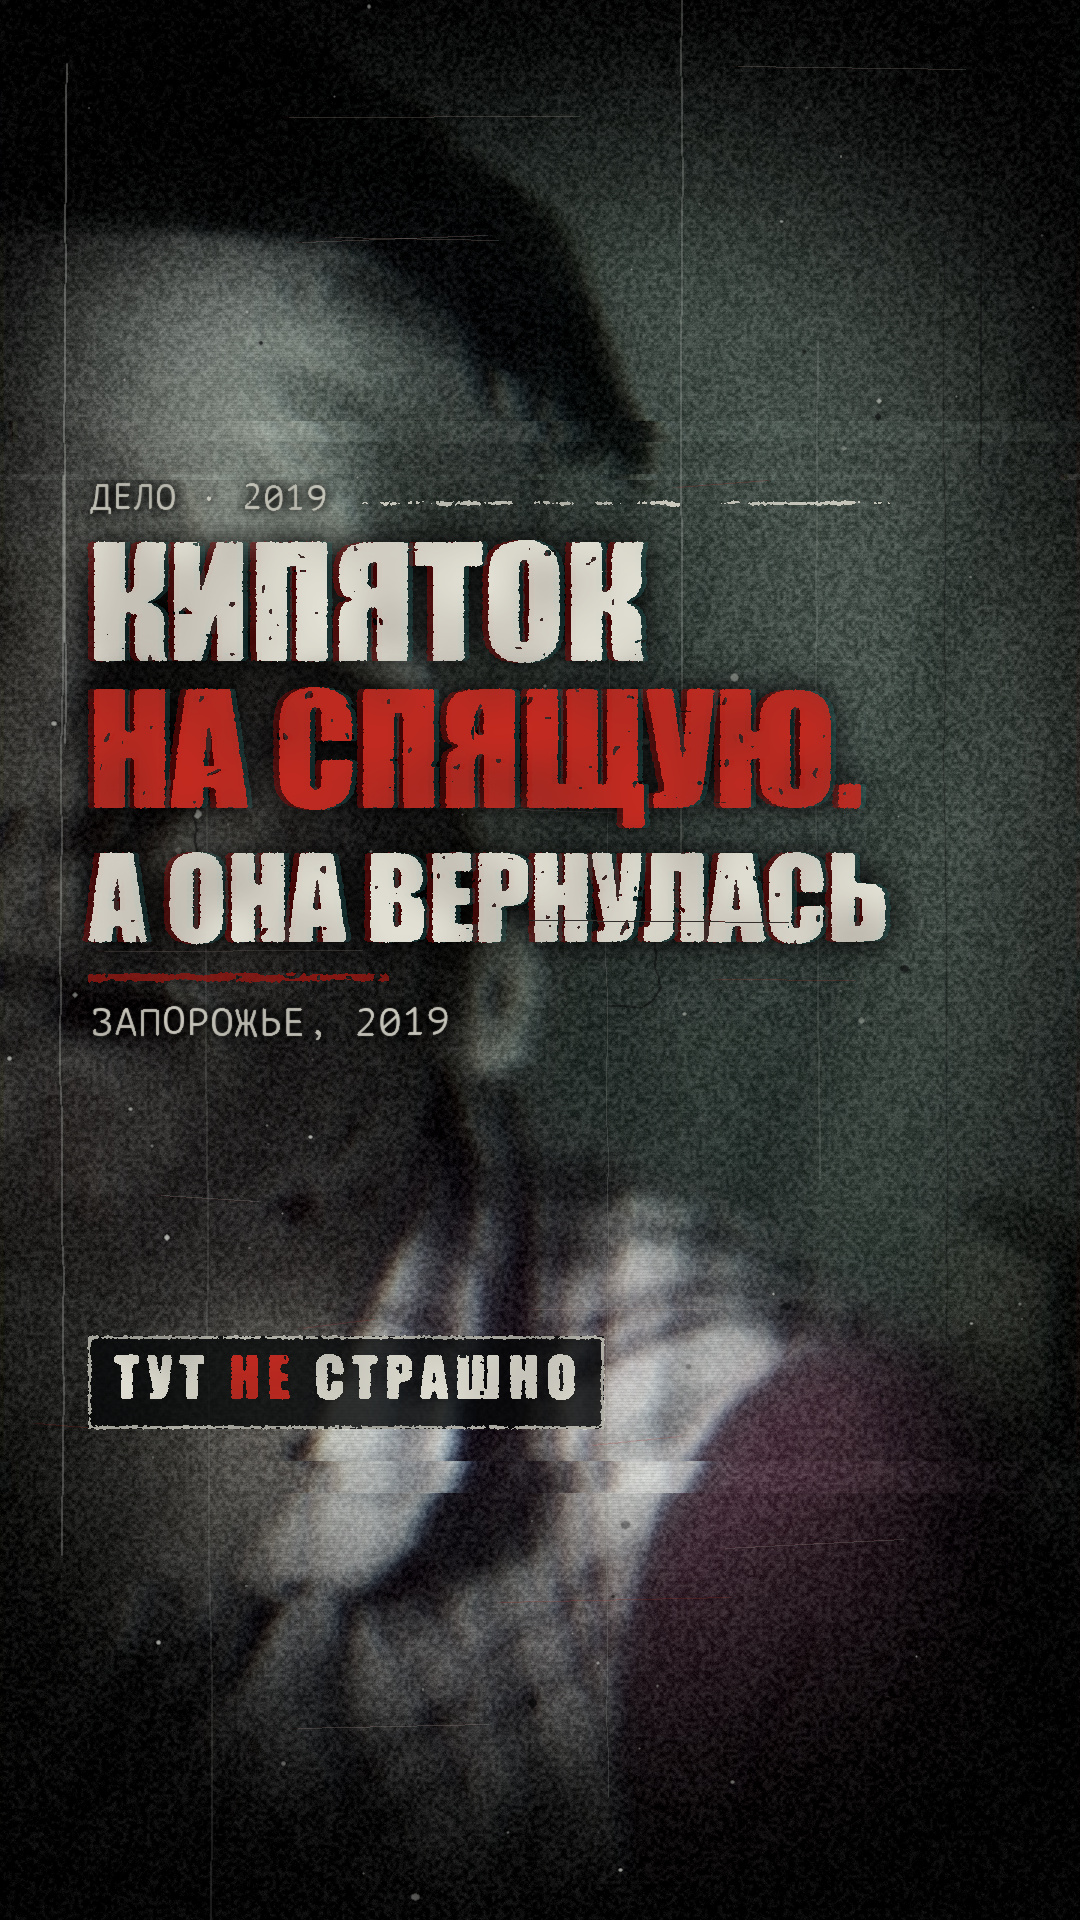 ДЕЛО · 2019
КИПЯТОК
НА СПЯЩУЮ.
А ОНА ВЕРНУЛАСЬ
ЗАПОРОЖЬЕ, 2019
ТУТ НЕ СТРАШНО